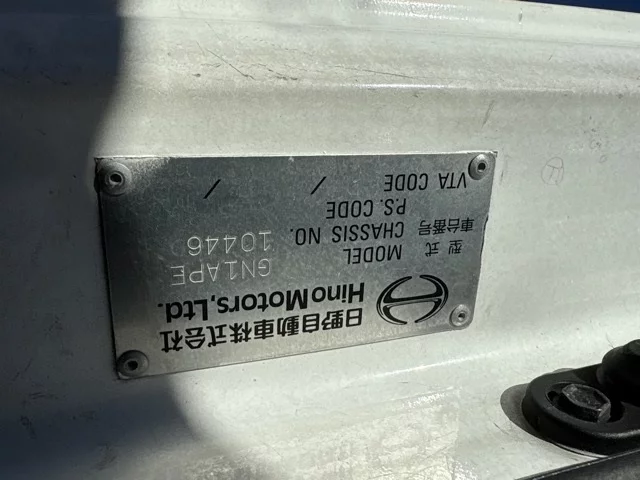 日野自動車株式会社
Hino Motors, Ltd.
型式 MODEL GN1APE
車台番号 CHASSIS NO. 10446
P.S. CODE /
VTA CODE /